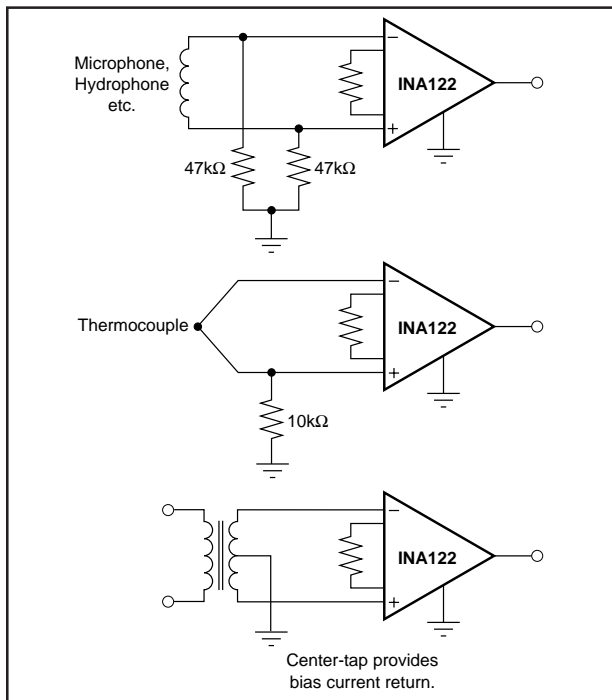 Microphone,
Hydrophone
etc.
−
INA122
+
47kΩ
47kΩ
Thermocouple
−
INA122
+
10kΩ
−
INA122
+
Center-tap provides
bias current return.